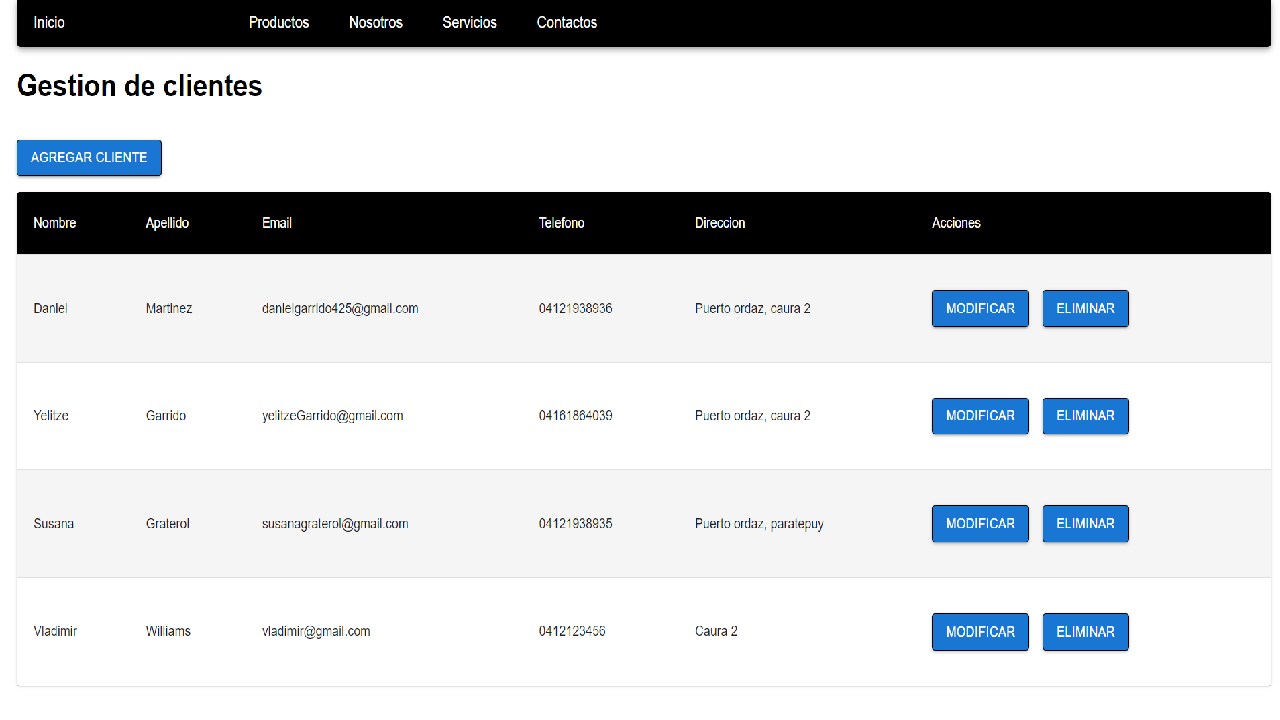 Inicio Productos Nosotros Servicios Contactos
Gestion de clientes
AGREGAR CLIENTE
Nombre Apellido Email Telefono Direccion Acciones
Daniel Martinez danielgarrido425@gmail.com 04121938936 Puerto ordaz, caura 2 MODIFICAR ELIMINAR
Yelitze Garrido yelitzeGarrido@gmail.com 04161864039 Puerto ordaz, caura 2 MODIFICAR ELIMINAR
Susana Graterol susanagraterol@gmail.com 04121938935 Puerto ordaz, paratepuy MODIFICAR ELIMINAR
Vladimir Williams vladimir@gmail.com 0412123456 Caura 2 MODIFICAR ELIMINAR